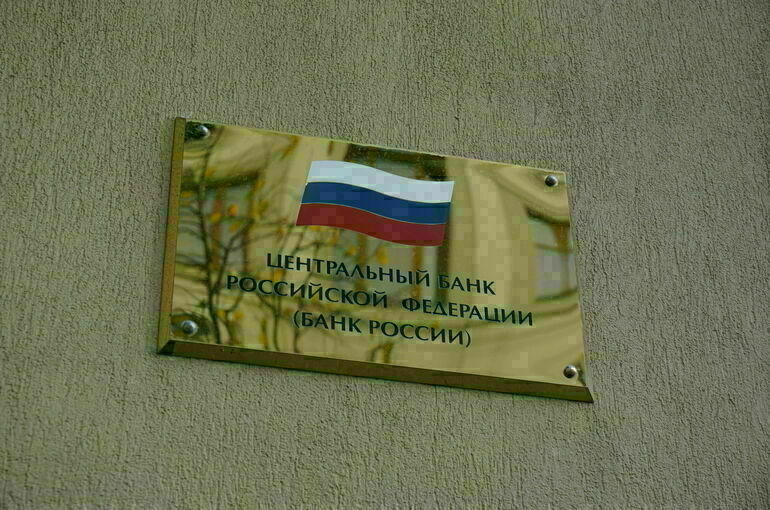 ЦЕНТРАЛЬНЫЙ БАНК
РОССИЙСКОЙ ФЕДЕРАЦИИ
(БАНК РОССИИ)